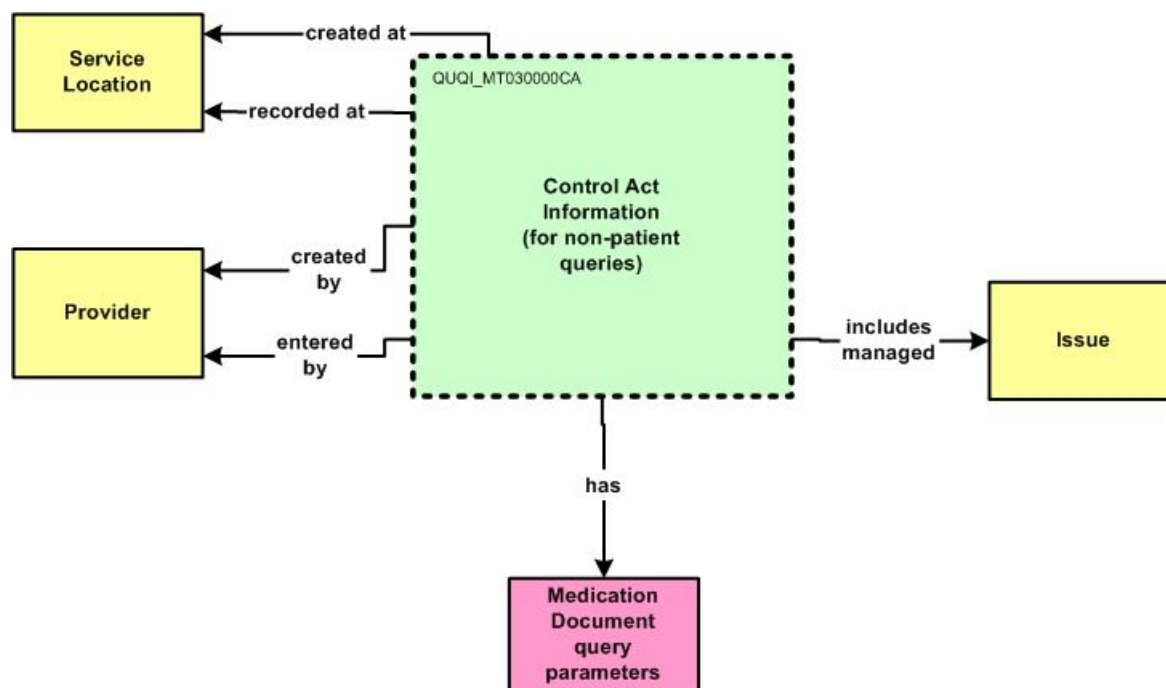 created at
Service
Location
QUQI_MT030000CA
recorded at
Control Act
Information
(for non-patient
queries)
created
by
Provider
entered
by
includes
managed
Issue
has
Medication
Document
query
parameters